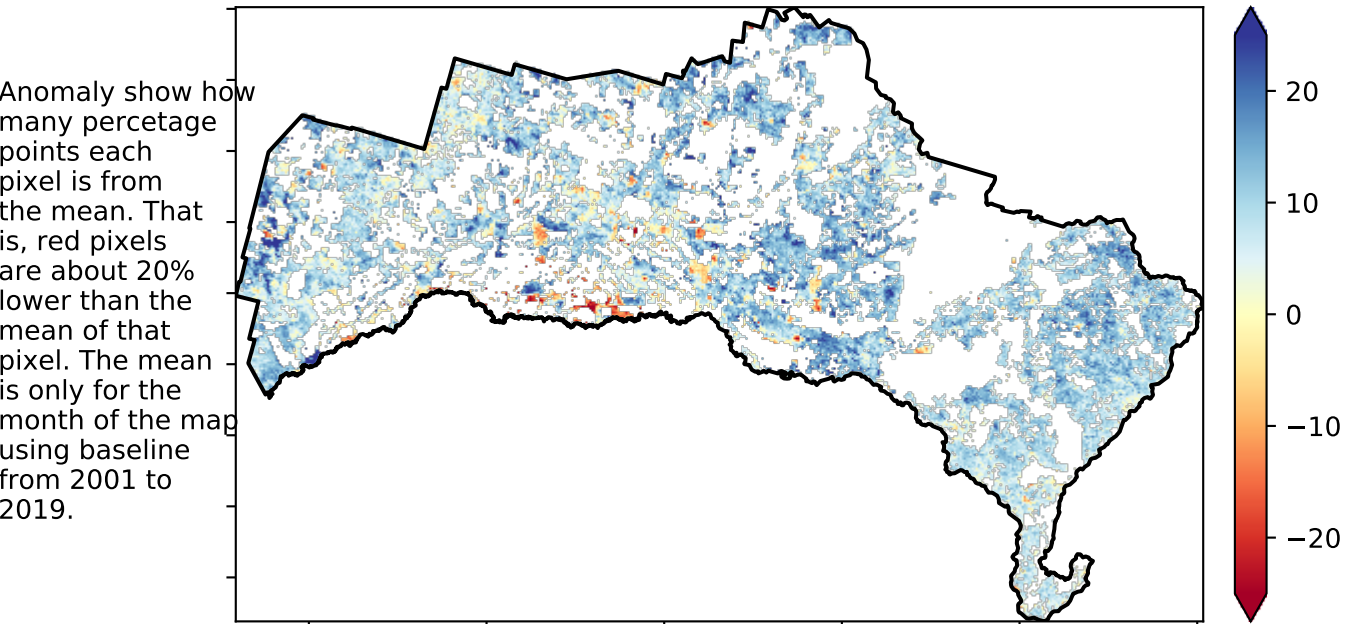 Anomaly show how
many percetage
points each
pixel is from
the mean. That
is, red pixels
are about 20%
lower than the
mean of that
pixel. The mean
is only for the
month of the map
using baseline
from 2001 to
2019.
20
10
0
−10
−20